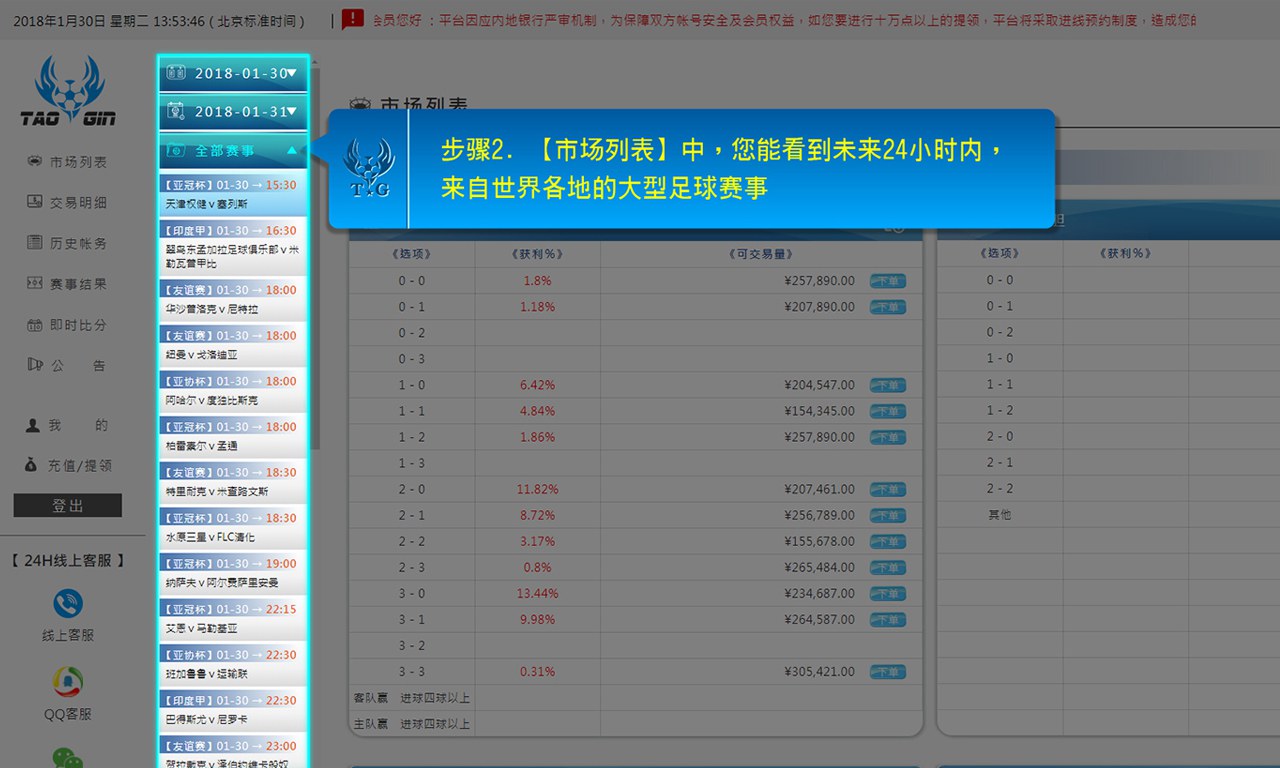 2018年1月30日 星期二 13:53:46 ( 北京标准时间 )
会员您好 : 平台因应内地银行严审机制，为保障双方帐号安全及会员权益，如您要进行十万点以上的提领，平台将采取进线预约制度，造成您的
TAO GIN
市场列表
交易明细
历史帐务
赛事结果
即时比分
公 告
我 的
充值/提领
登出
【 24H线上客服 】
线上客服
QQ客服
2018-01-30▼
2018-01-31▼
全部赛事 ▲
【亚冠杯】01-30 → 15:30
天津权健 v 塞列斯
【印度甲】01-30 → 16:30
翠鸟东孟加拉足球俱乐部 v 米
勒瓦普甲比
【友谊赛】01-30 → 18:00
华沙普洛克 v 尼特拉
【友谊赛】01-30 → 18:00
纽曼 v 戈洛迪亚
【亚协杯】01-30 → 18:00
阿哈尔 v 度独比斯克
【亚冠杯】01-30 → 18:00
柏雷素尔 v 孟通
【友谊赛】01-30 → 18:30
特里耐克 v 米查路文斯
【亚冠杯】01-30 → 18:30
水原三星 v FLC清化
【亚冠杯】01-30 → 19:00
纳萨夫 v 阿尔费萨里安曼
【亚冠杯】01-30 → 22:15
艾恩 v 马勒基亚
【亚协杯】01-30 → 22:30
班加鲁鲁 v 运输联
【印度甲】01-30 → 22:30
巴得斯尤 v 尼罗卡
【友谊赛】01-30 → 23:00
市场列表
T★G
步骤2. 【市场列表】中，您能看到未来24小时内，
来自世界各地的大型足球赛事
《选项》 《获利%》 《可交易量》
0 - 0 1.8% ¥257,890.00 下单
0 - 1 1.18% ¥207,890.00 下单
0 - 2
0 - 3
1 - 0 6.42% ¥204,547.00 下单
1 - 1 4.84% ¥154,345.00 下单
1 - 2 1.86% ¥257,890.00 下单
1 - 3
2 - 0 11.82% ¥207,461.00 下单
2 - 1 8.72% ¥256,789.00 下单
2 - 2 3.17% ¥155,678.00 下单
2 - 3 0.8% ¥265,484.00 下单
3 - 0 13.44% ¥234,687.00 下单
3 - 1 9.98% ¥264,587.00 下单
3 - 2
3 - 3 0.31% ¥305,421.00 下单
客队赢 进球四球以上
主队赢 进球四球以上
《选项》 《获利%》
0 - 0
0 - 1
0 - 2
1 - 0
1 - 1
1 - 2
2 - 0
2 - 1
2 - 2
其他